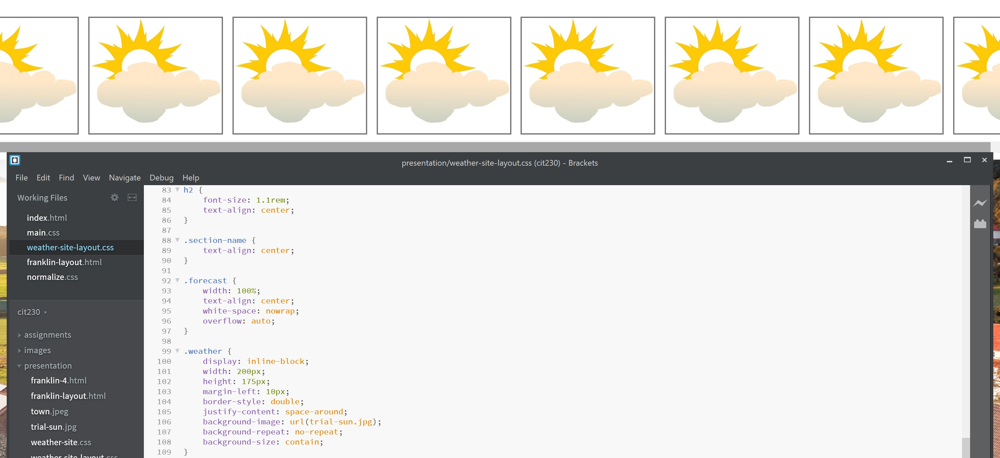 presentation/weather-site-layout.css (cit230) - Brackets
File Edit Find View Navigate Debug Help
Working Files
index.html
main.css
weather-site-layout.css
franklin-layout.html
normalize.css
cit230
assignments
images
presentation
franklin-4.html
franklin-layout.html
town.jpeg
trial-sun.jpg
weather-site.css
weather-site-layout.css
83 h2 {
84     font-size: 1.1rem;
85     text-align: center;
86 }
87
88 .section-name {
89     text-align: center;
90 }
91
92 .forecast {
93     width: 100%;
94     text-align: center;
95     white-space: nowrap;
96     overflow: auto;
97 }
98
99 .weather {
100     display: inline-block;
101     width: 200px;
102     height: 175px;
103     margin-left: 10px;
104     border-style: double;
105     justify-content: space-around;
106     background-image: url(trial-sun.jpg);
107     background-repeat: no-repeat;
108     background-size: contain;
109 }